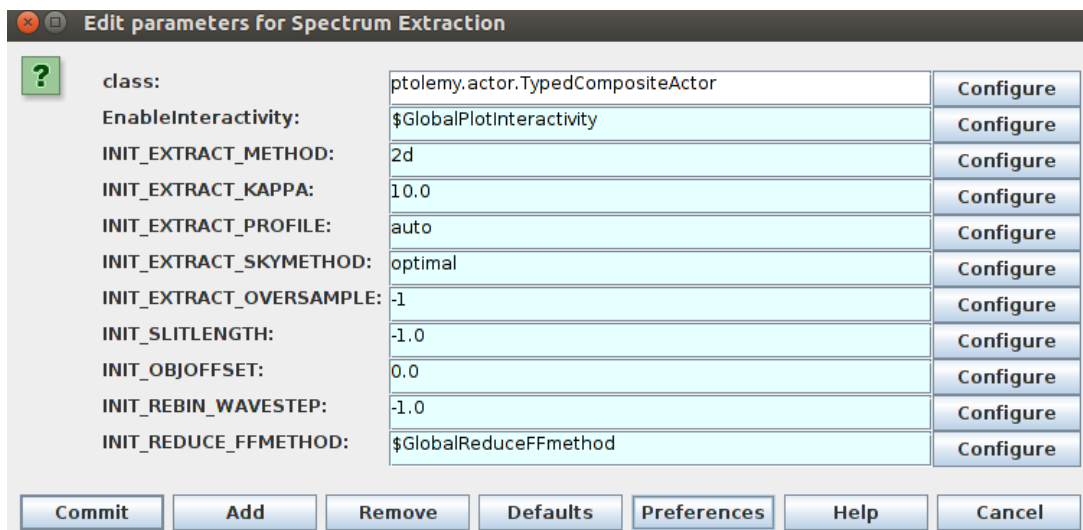 Edit parameters for Spectrum Extraction
?
class: ptolemy.actor.TypedCompositeActor Configure
EnableInteractivity: $GlobalPlotInteractivity Configure
INIT_EXTRACT_METHOD: 2d Configure
INIT_EXTRACT_KAPPA: 10.0 Configure
INIT_EXTRACT_PROFILE: auto Configure
INIT_EXTRACT_SKYMETHOD: optimal Configure
INIT_EXTRACT_OVERSAMPLE: -1 Configure
INIT_SLITLENGTH: -1.0 Configure
INIT_OBJOFFSET: 0.0 Configure
INIT_REBIN_WAVESTEP: -1.0 Configure
INIT_REDUCE_FFMETHOD: $GlobalReduceFFmethod Configure
Commit Add Remove Defaults Preferences Help Cancel